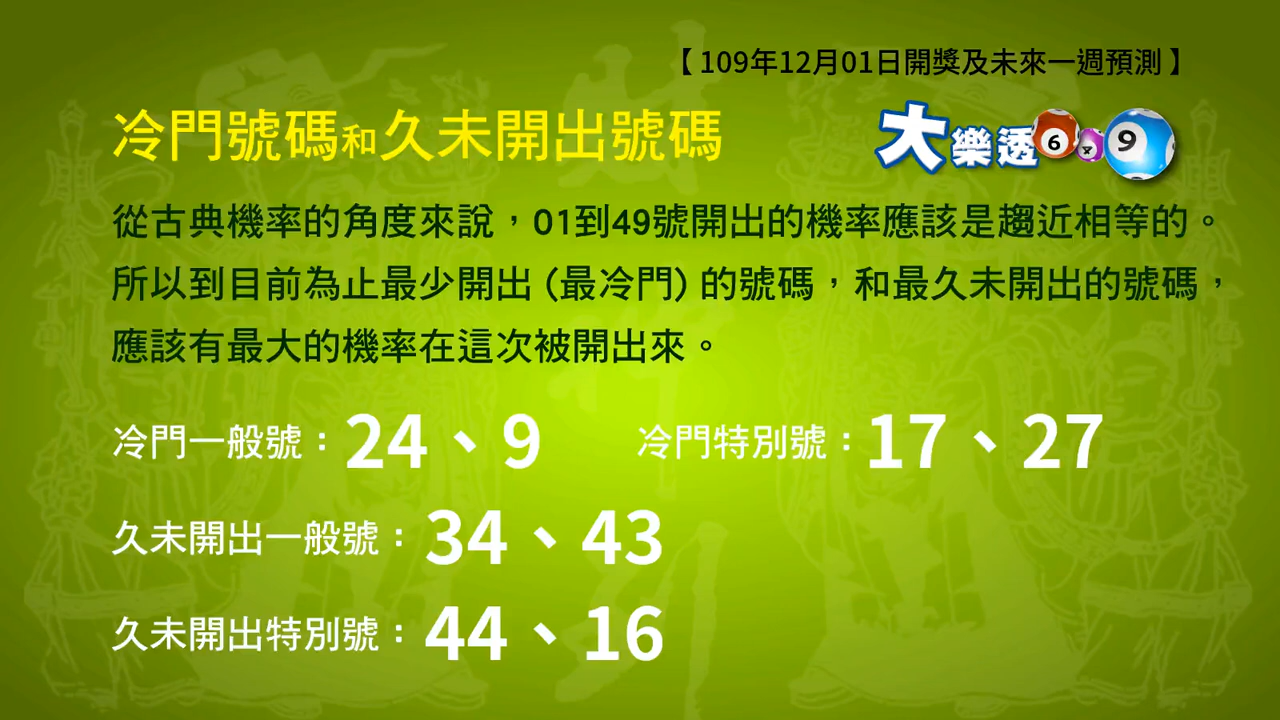 【 109年12月01日開獎及未來一週預測 】
冷門號碼和久未開出號碼
大樂透 6 4 9
從古典機率的角度來說，01到49號開出的機率應該是趨近相等的。
所以到目前為止最少開出 (最冷門) 的號碼，和最久未開出的號碼，
應該有最大的機率在這次被開出來。
冷門一般號：24、9 冷門特別號：17、27
久未開出一般號：34、43
久未開出特別號：44、16